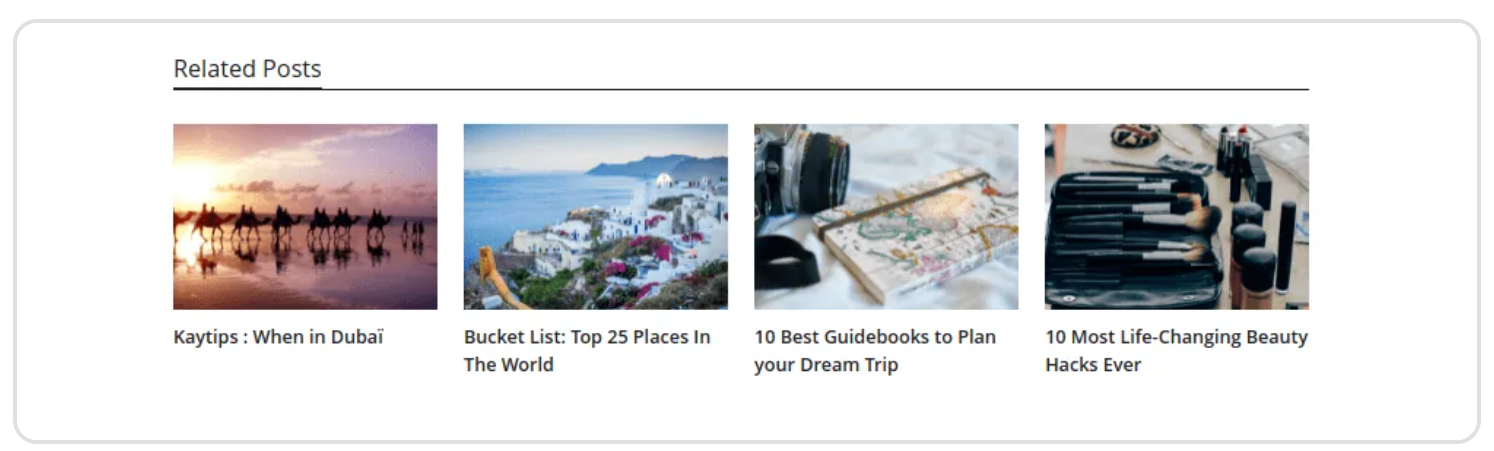 Related Posts
Kaytips : When in Dubaï
Bucket List: Top 25 Places In
The World
10 Best Guidebooks to Plan
your Dream Trip
10 Most Life-Changing Beauty
Hacks Ever